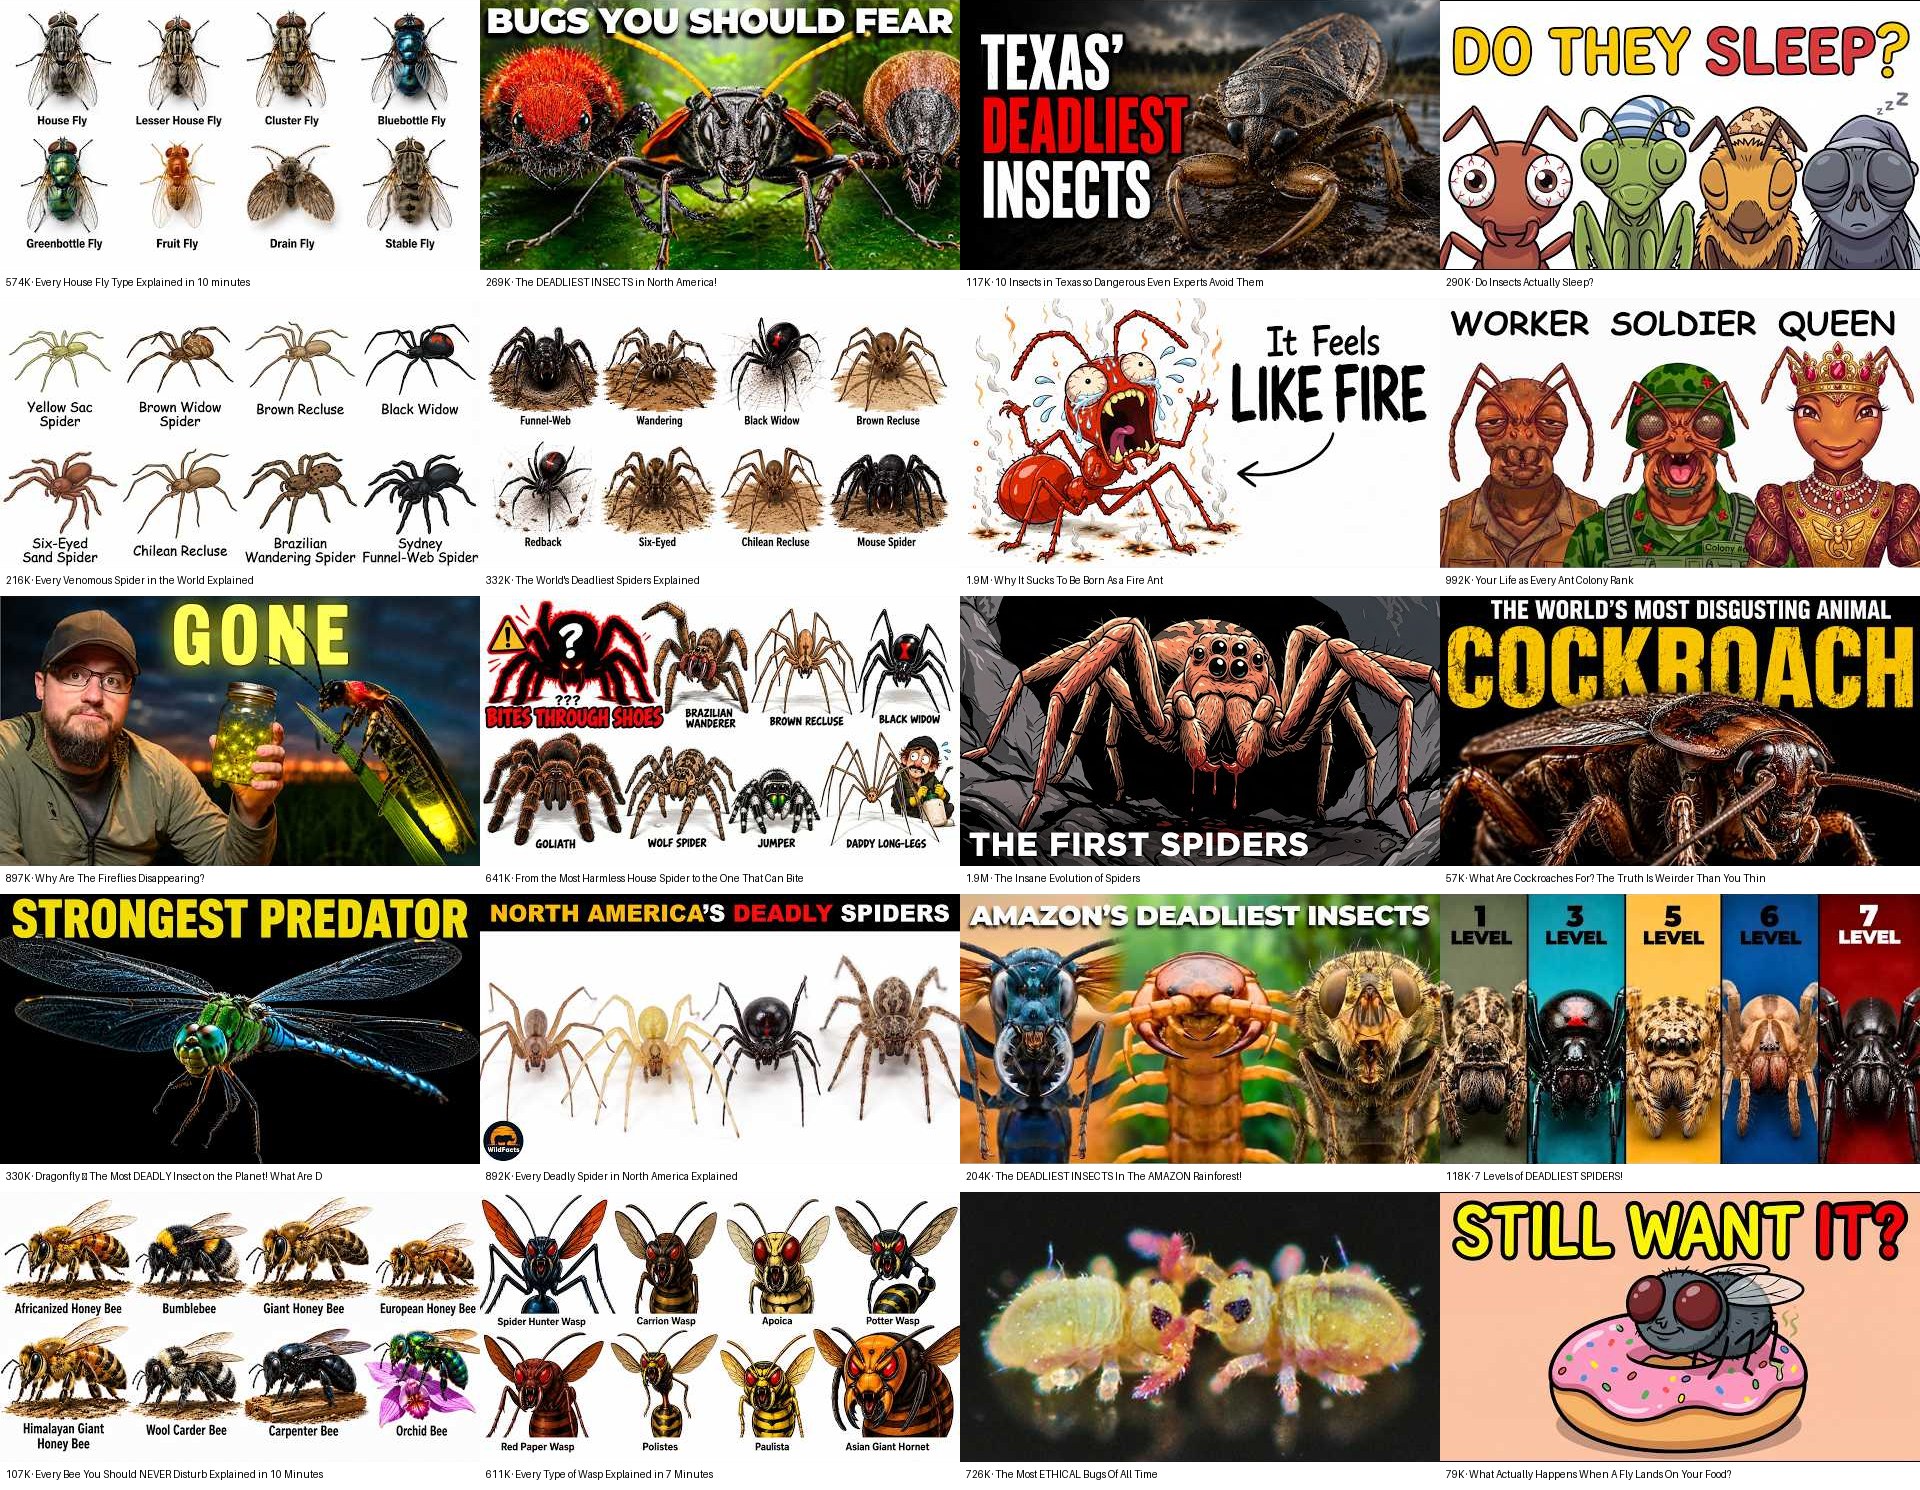 House Fly
Lesser House Fly
Cluster Fly
Bluebottle Fly
Greenbottle Fly
Fruit Fly
Drain Fly
Stable Fly
574K · Every House Fly Type Explained in 10 minutes
BUGS YOU SHOULD FEAR
269K · The DEADLIEST INSECTS in North America!
TEXAS'
DEADLIEST
INSECTS
117K · 10 Insects in Texas so Dangerous Even Experts Avoid Them
DO THEY SLEEP?
zzZ
290K · Do Insects Actually Sleep?
Yellow Sac
Spider
Brown Widow
Spider
Brown Recluse
Black Widow
Six-Eyed
Sand Spider
Chilean Recluse
Brazilian
Wandering Spider
Sydney
Funnel-Web Spider
216K · Every Venomous Spider in the World Explained
Funnel-Web
Wandering
Black Widow
Brown Recluse
Redback
Six-Eyed
Chilean Recluse
Mouse Spider
332K · The World's Deadliest Spiders Explained
It Feels
LIKE FIRE
1.9M · Why It Sucks To Be Born As a Fire Ant
WORKER SOLDIER QUEEN
Colony
Q
992K · Your Life as Every Ant Colony Rank
GONE
897K · Why Are The Fireflies Disappearing?
!
?
???
BITES THROUGH SHOES
BRAZILIAN
WANDERER
BROWN RECLUSE
BLACK WIDOW
GOLIATH
WOLF SPIDER
JUMPER
DADDY LONG-LEGS
641K · From the Most Harmless House Spider to the One That Can Bite
THE FIRST SPIDERS
1.9M · The Insane Evolution of Spiders
THE WORLD'S MOST DISGUSTING ANIMAL
COCKROACH
57K · What Are Cockroaches For? The Truth Is Weirder Than You Thin
STRONGEST PREDATOR
330K · Dragonfly • The Most DEADLY Insect on the Planet! What Are D
NORTH AMERICA'S DEADLY SPIDERS
WildFacts
892K · Every Deadly Spider in North America Explained
AMAZON'S DEADLIEST INSECTS
204K · The DEADLIEST INSECTS In The AMAZON Rainforest!
1
LEVEL
3
LEVEL
5
LEVEL
6
LEVEL
7
LEVEL
118K · 7 Levels of DEADLIEST SPIDERS!
Africanized Honey Bee
Bumblebee
Giant Honey Bee
European Honey Bee
Himalayan Giant
Honey Bee
Wool Carder Bee
Carpenter Bee
Orchid Bee
107K · Every Bee You Should NEVER Disturb Explained in 10 Minutes
Spider Hunter Wasp
Carrion Wasp
Apoica
Potter Wasp
Red Paper Wasp
Polistes
Paulista
Asian Giant Hornet
611K · Every Type of Wasp Explained in 7 Minutes
726K · The Most ETHICAL Bugs Of All Time
STILL WANT IT?
79K · What Actually Happens When A Fly Lands On Your Food?